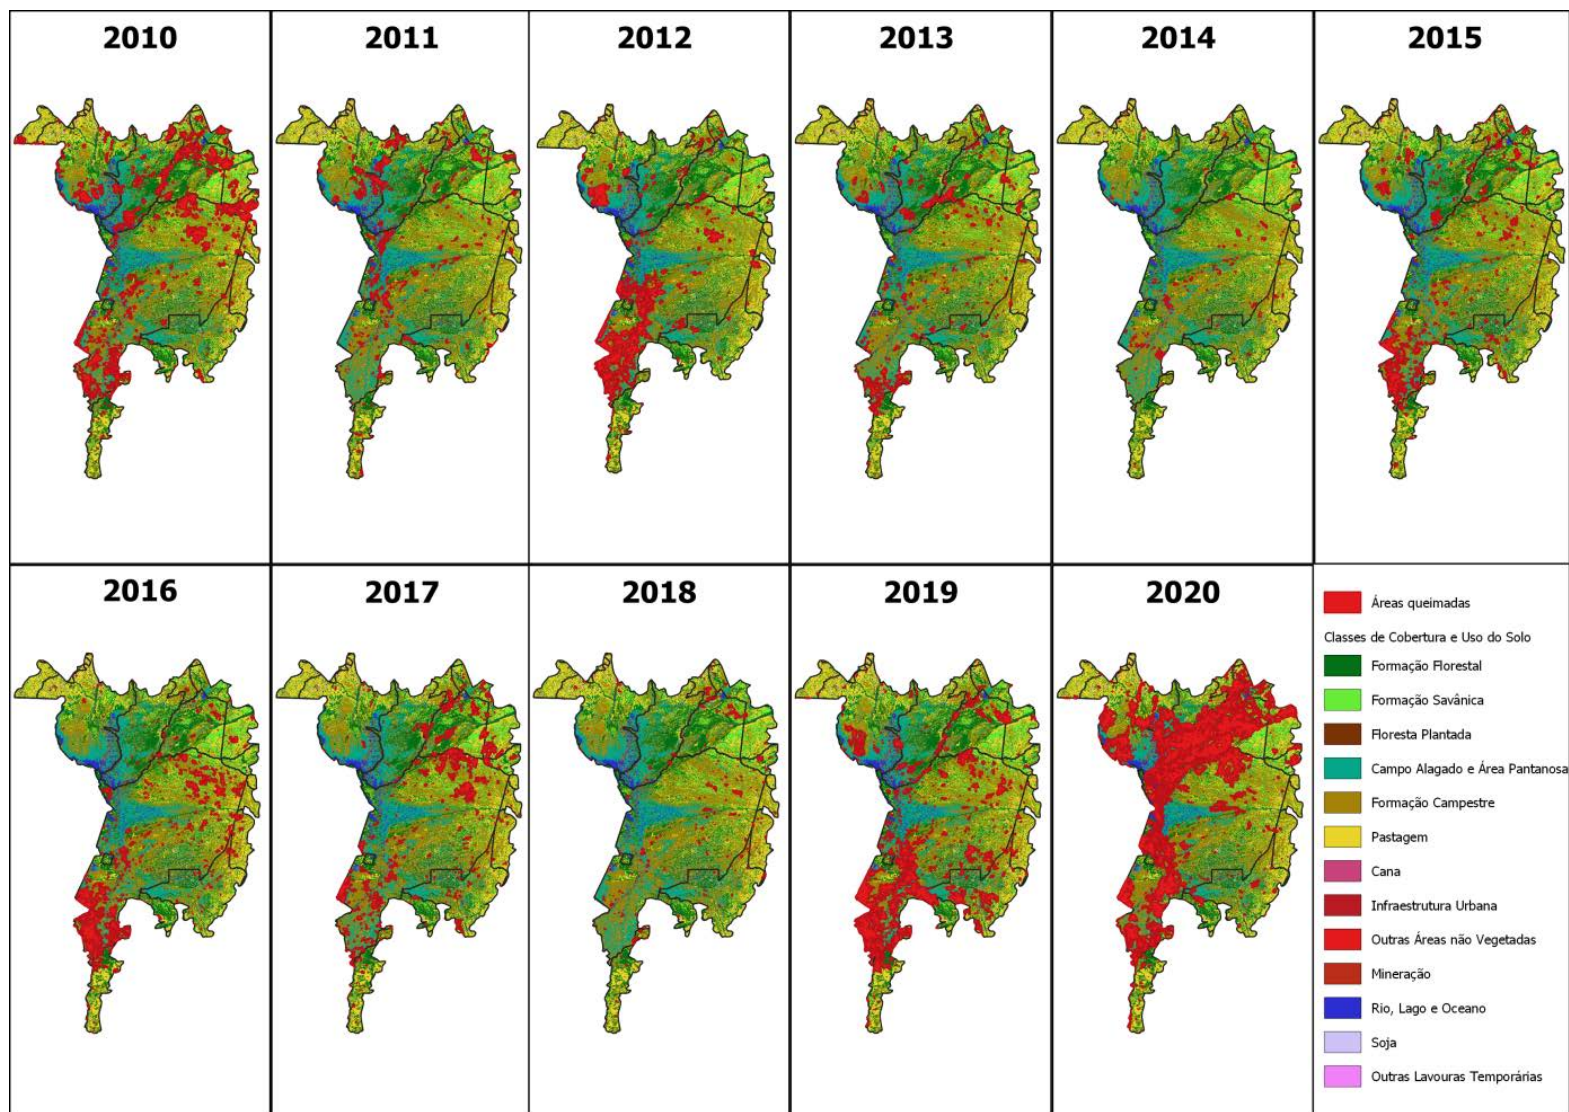 2010
2011
2012
2013
2014
2015
2016
2017
2018
2019
2020
Áreas queimadas
Classes de Cobertura e Uso do Solo
Formação Florestal
Formação Savânica
Floresta Plantada
Campo Alagado e Área Pantanosa
Formação Campestre
Pastagem
Cana
Infraestrutura Urbana
Outras Áreas não Vegetadas
Mineração
Rio, Lago e Oceano
Soja
Outras Lavouras Temporárias